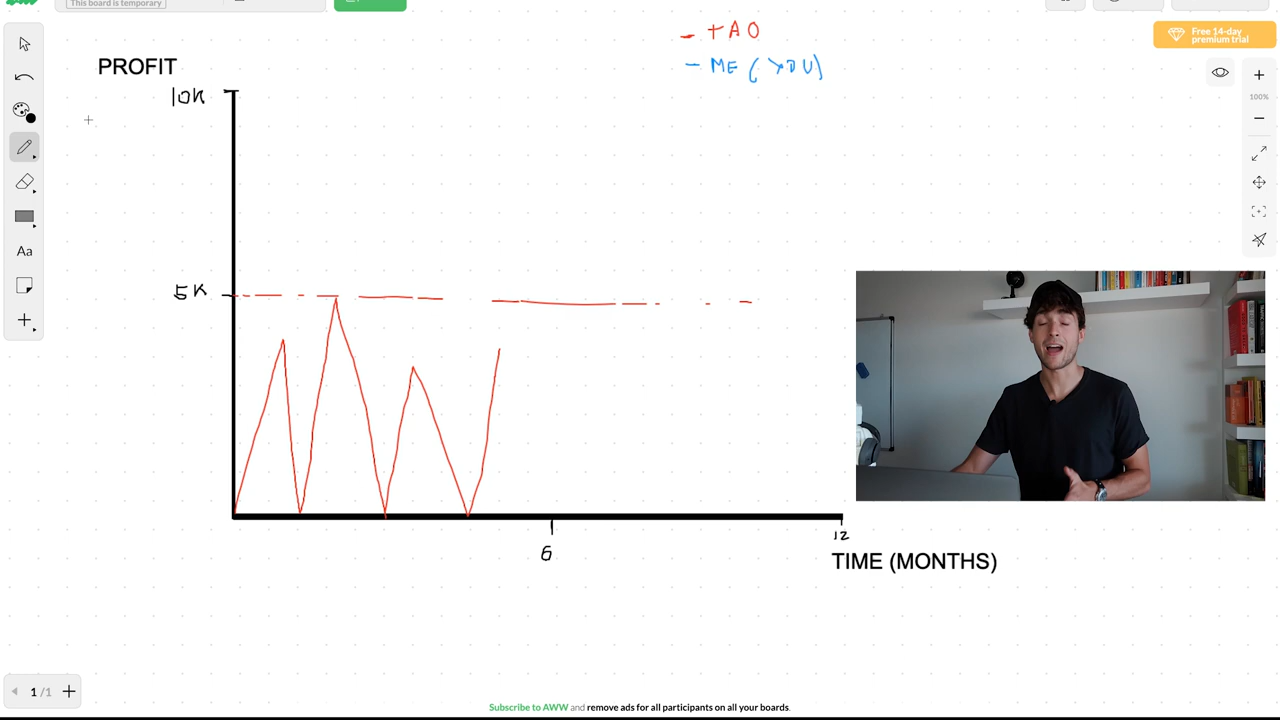 This board is temporary
Free 14-day
premium trial
- TAO
- ME (YOU)
PROFIT
10K
100%
Aa
5K
12
6
TIME (MONTHS)
1/1
Subscribe to AWW and remove ads for all participants on all your boards.